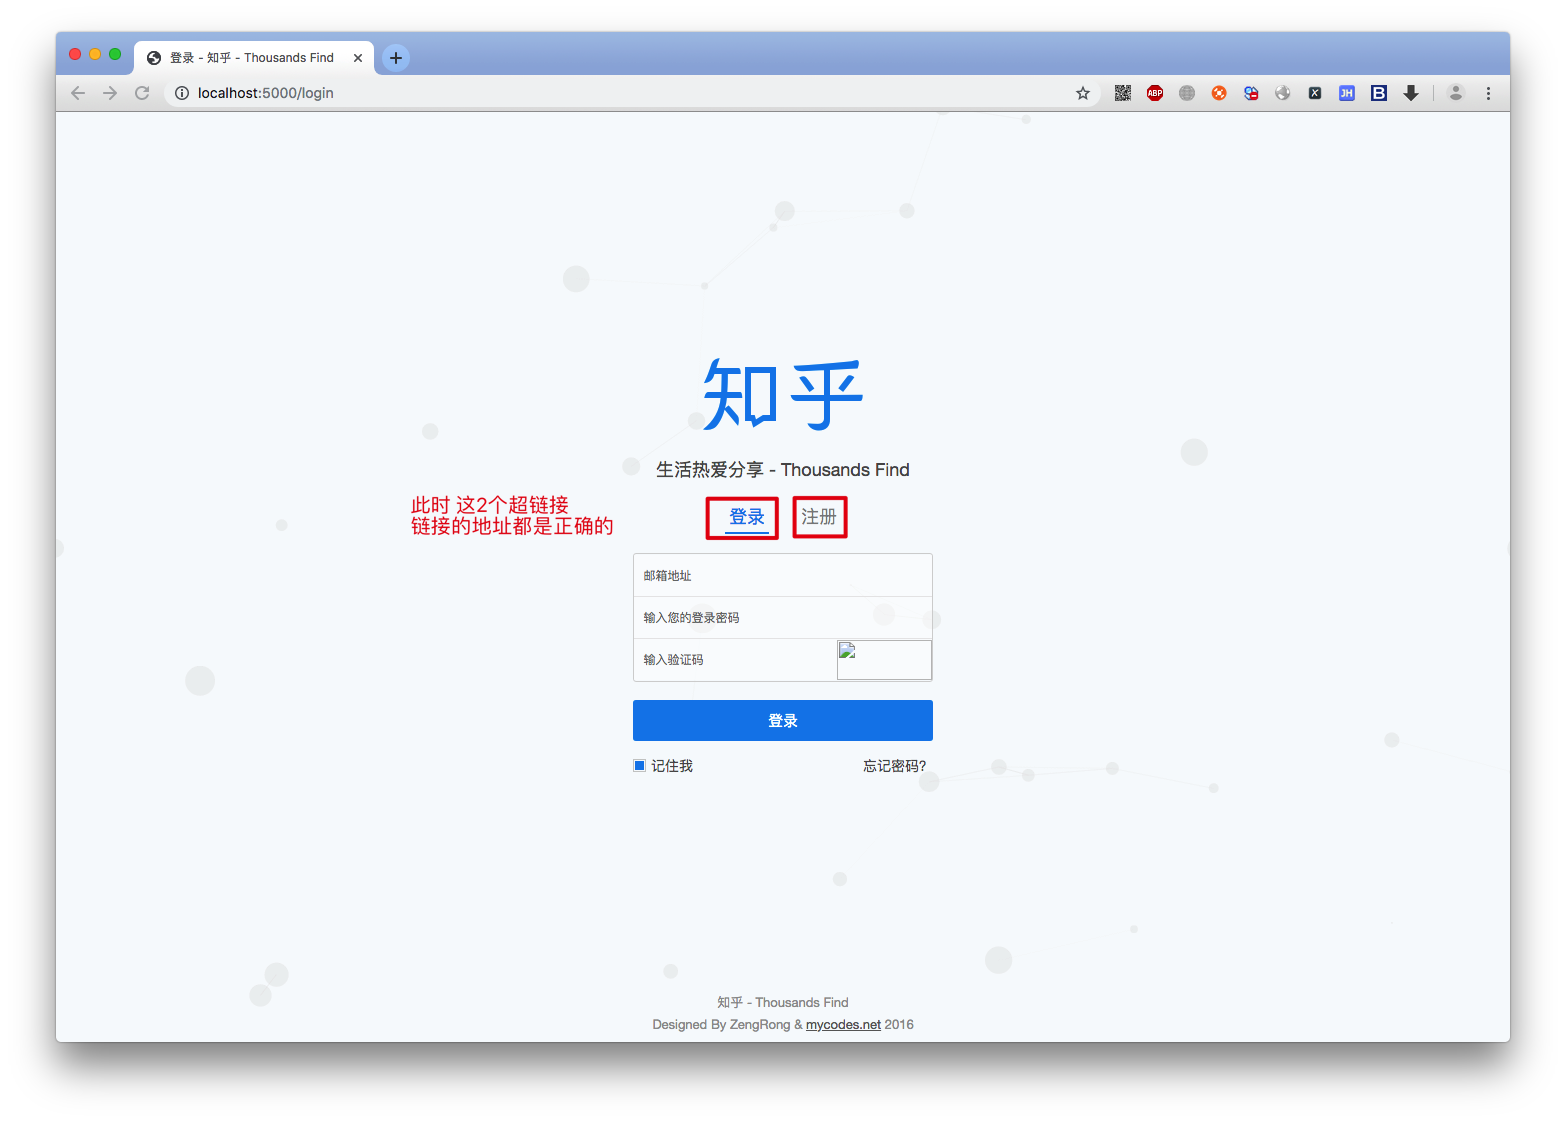 登录 - 知乎 - Thousands Find
localhost:5000/login
ABP
X
JH
B
知乎
生活热爱分享 - Thousands Find
此时 这2个超链接
链接的地址都是正确的
登录 注册
邮箱地址
输入您的登录密码
输入验证码
登录
记住我 忘记密码?
知乎 - Thousands Find
Designed By ZengRong & mycodes.net 2016